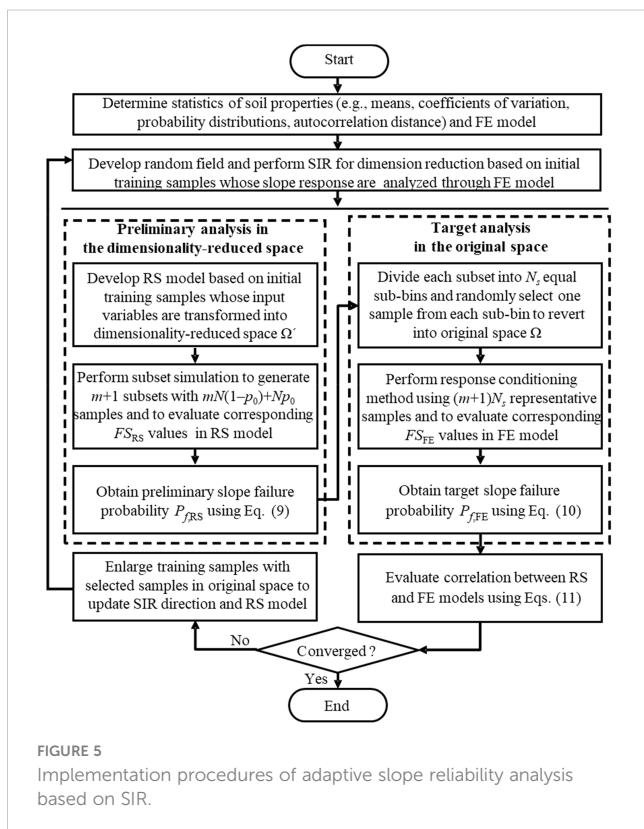 Start
Determine statistics of soil properties (e.g., means, coefficients of variation,
probability distributions, autocorrelation distance) and FE model
Develop random field and perform SIR for dimension reduction based on initial
training samples whose slope response are analyzed through FE model
Preliminary analysis in
the dimensionality-reduced space
Develop RS model based on initial
training samples whose input
variables are transformed into
dimensionality-reduced space Ω´
Perform subset simulation to generate
m+1 subsets with mN(1–p0)+Np0
samples and to evaluate corresponding
FSRS values in RS model
Obtain preliminary slope failure
probability Pf,RS using Eq. (9)
Target analysis
in the original space
Divide each subset into Ns equal
sub-bins and randomly select one
sample from each sub-bin to revert
into original space Ω
Perform response conditioning
method using (m+1)Ns representative
samples and to evaluate corresponding
FSFE values in FE model
Obtain target slope failure
probability Pf,FE using Eq. (10)
Evaluate correlation between RS
and FE models using Eqs. (11)
Enlarge training samples with
selected samples in original space to
update SIR direction and RS model
No
Converged ?
Yes
End
FIGURE 5
Implementation procedures of adaptive slope reliability analysis
based on SIR.